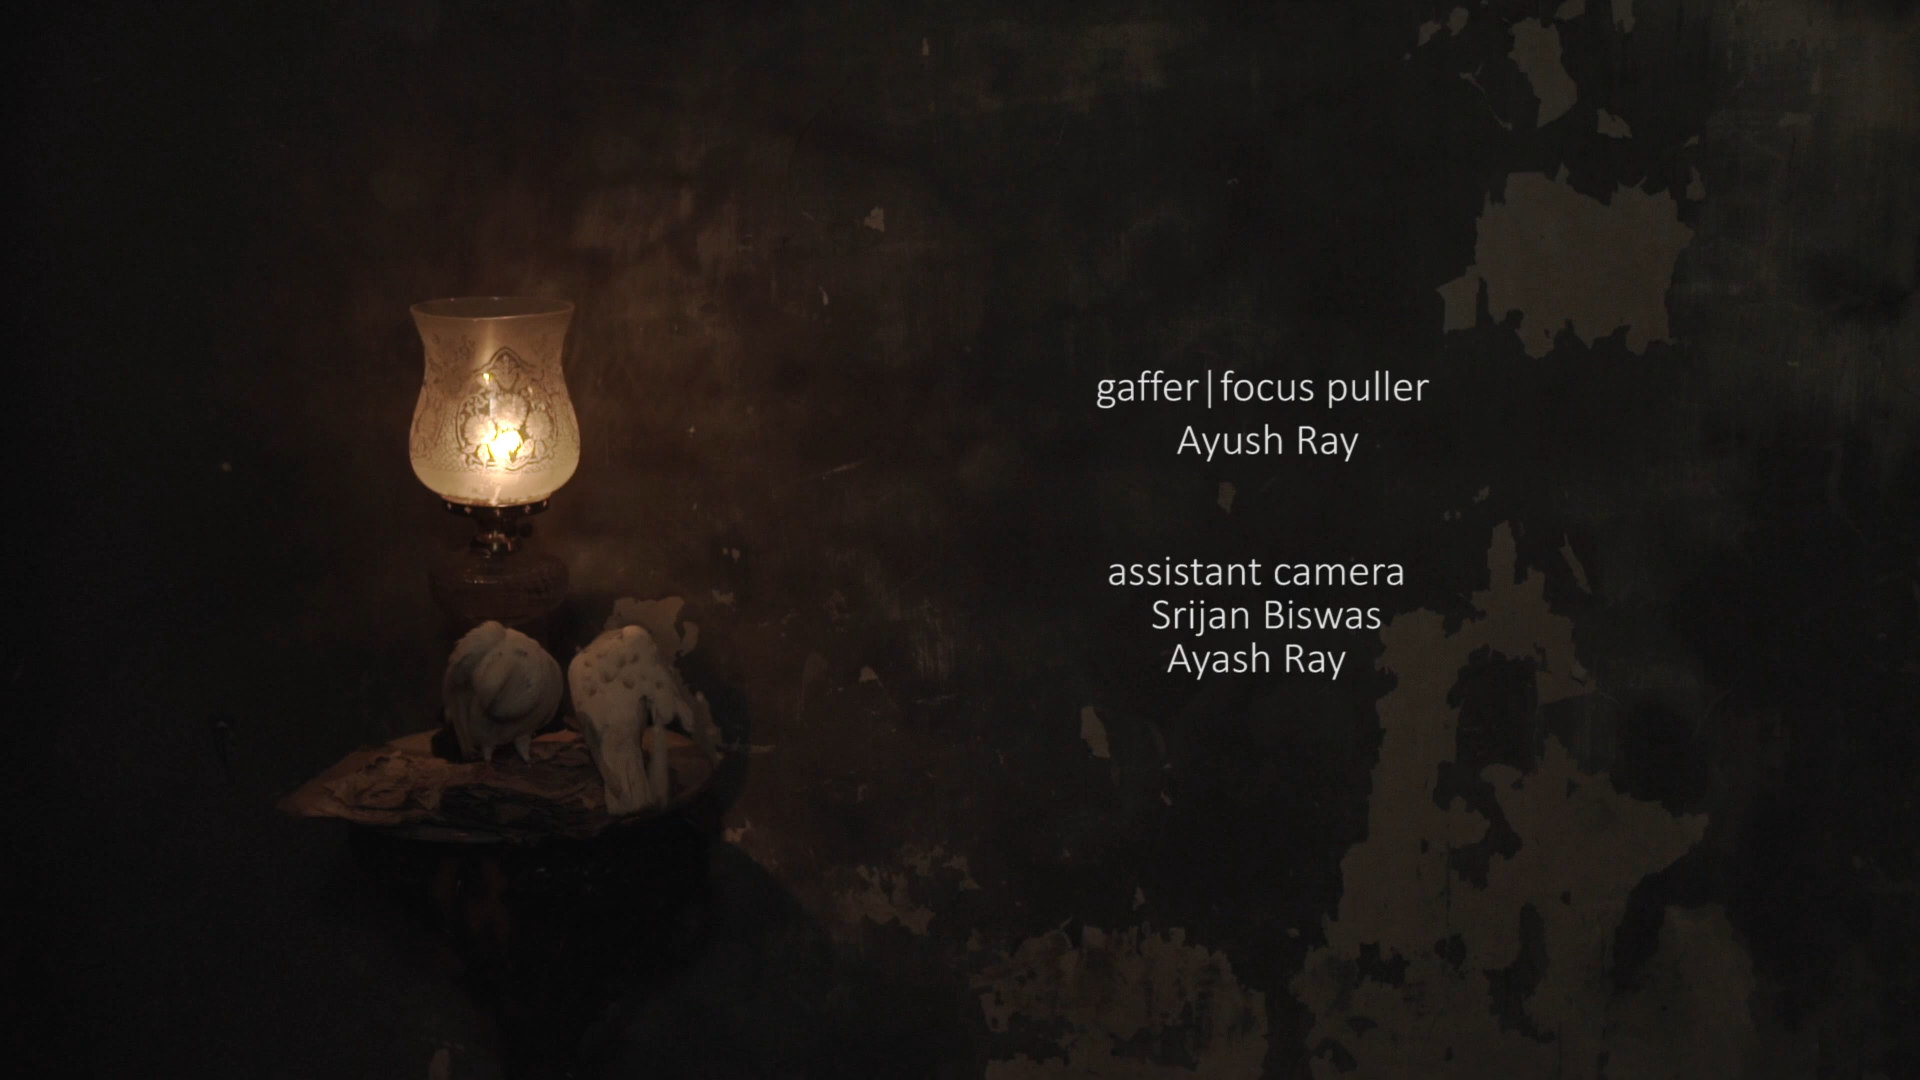 gaffer|focus puller
Ayush Ray
assistant camera
Srijan Biswas
Ayash Ray